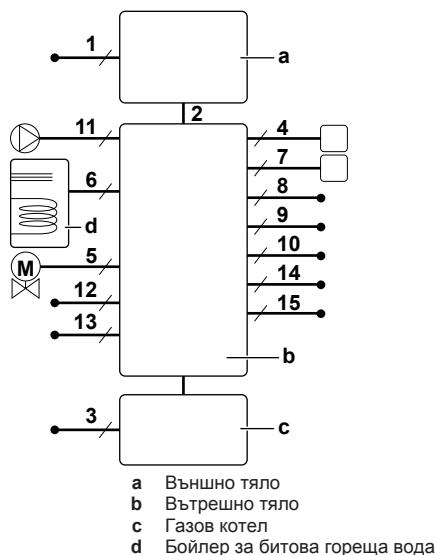 1
a
2
11
4
7
6
8
d
9
10
5
M
14
12
15
13
b
3
c
a Външно тяло
b Вътрешно тяло
c Газов котел
d Бойлер за битова гореща вода